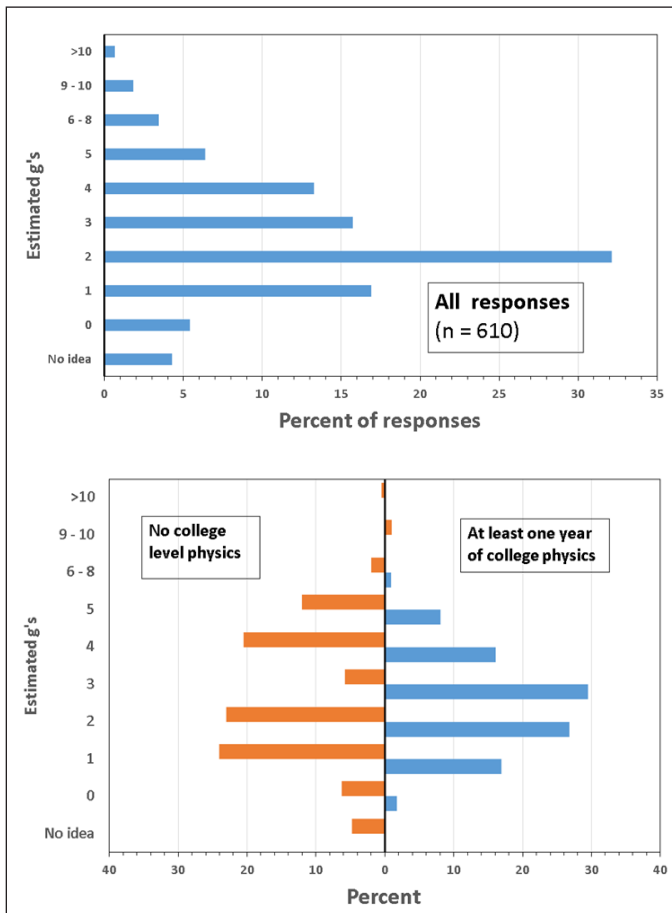 >10
9 - 10
6 - 8
5
4
3
2
1
0
No idea
Estimated g's
All responses
(n = 610)
0 5 10 15 20 25 30 35
Percent of responses
>10
9 - 10
6 - 8
5
4
3
2
1
0
No idea
Estimated g's
No college
level physics
At least one year
of college physics
40 30 20 10 0 10 20 30 40
Percent